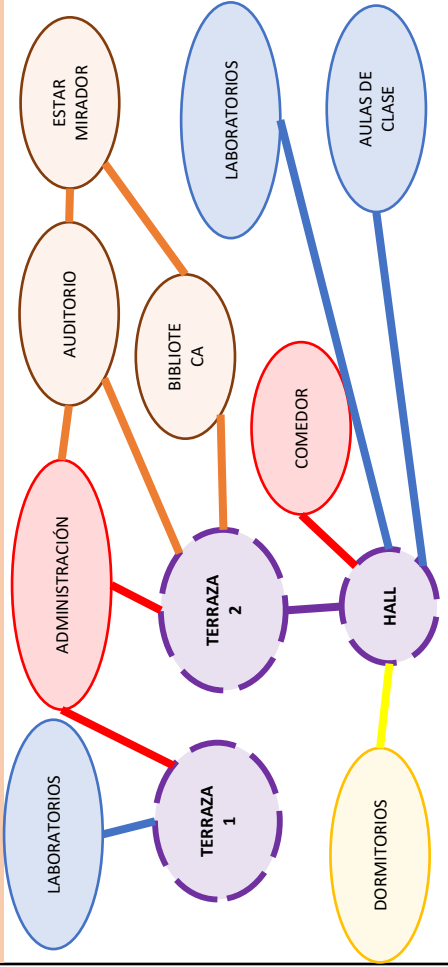 LABORATORIOS
ADMINISTRACIÓN
AUDITORIO
ESTAR
MIRADOR
TERRAZA
1
TERRAZA
2
BIBLIOTE
CA
LABORATORIOS
COMEDOR
DORMITORIOS
HALL
AULAS DE
CLASE